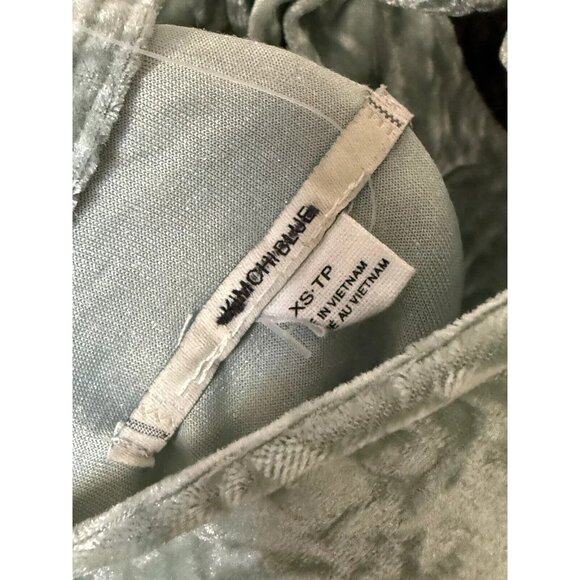 KIMCHI BLUE
XS·TP
IN VIETNAM
AU VIETNAM